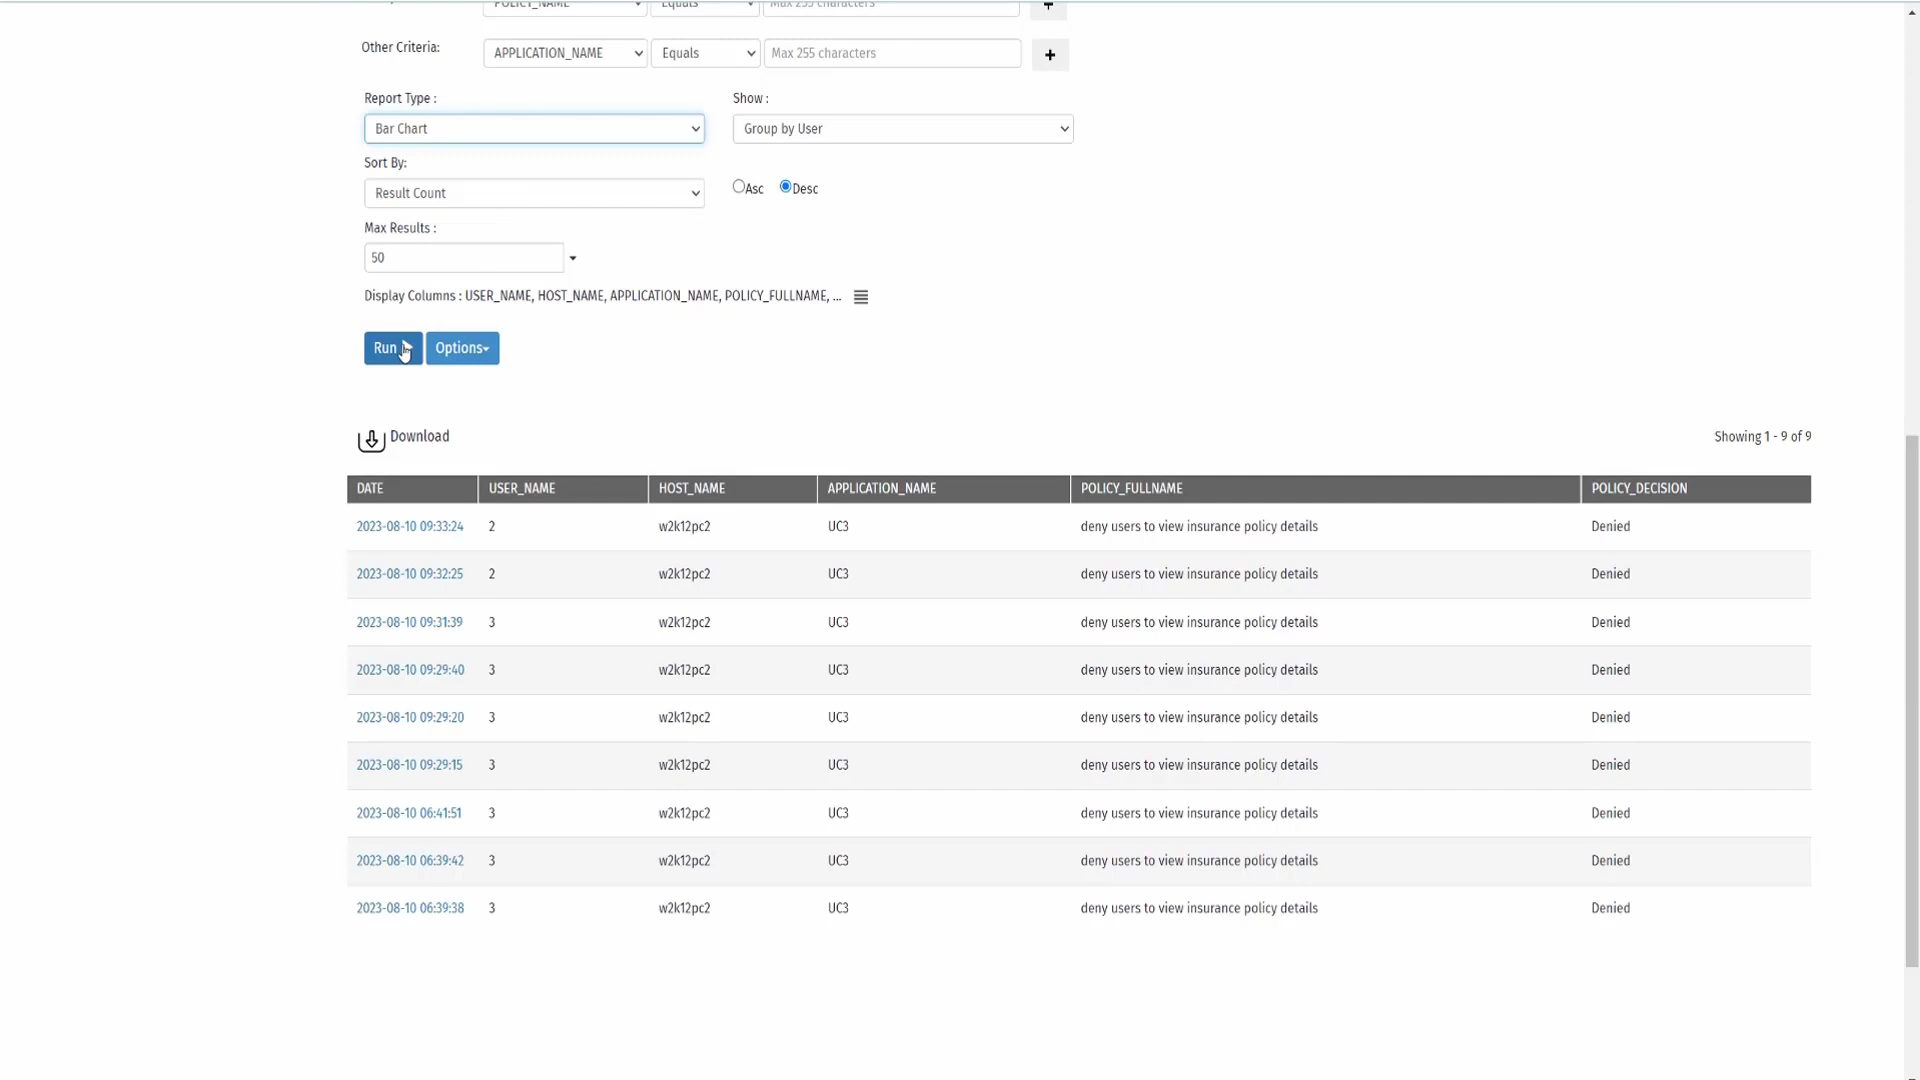 POLICY_NAME Equals Max 255 characters +
Other Criteria: APPLICATION_NAME Equals Max 255 characters +
Report Type : Show :
Bar Chart Group by User
Sort By:
Result Count Asc Desc
Max Results :
50
Display Columns : USER_NAME, HOST_NAME, APPLICATION_NAME, POLICY_FULLNAME, ...
Run Options
Download Showing 1 - 9 of 9
DATE USER_NAME HOST_NAME APPLICATION_NAME POLICY_FULLNAME POLICY_DECISION
2023-08-10 09:33:24 2 w2k12pc2 UC3 deny users to view insurance policy details Denied
2023-08-10 09:32:25 2 w2k12pc2 UC3 deny users to view insurance policy details Denied
2023-08-10 09:31:39 3 w2k12pc2 UC3 deny users to view insurance policy details Denied
2023-08-10 09:29:40 3 w2k12pc2 UC3 deny users to view insurance policy details Denied
2023-08-10 09:29:20 3 w2k12pc2 UC3 deny users to view insurance policy details Denied
2023-08-10 09:29:15 3 w2k12pc2 UC3 deny users to view insurance policy details Denied
2023-08-10 06:41:51 3 w2k12pc2 UC3 deny users to view insurance policy details Denied
2023-08-10 06:39:42 3 w2k12pc2 UC3 deny users to view insurance policy details Denied
2023-08-10 06:39:38 3 w2k12pc2 UC3 deny users to view insurance policy details Denied